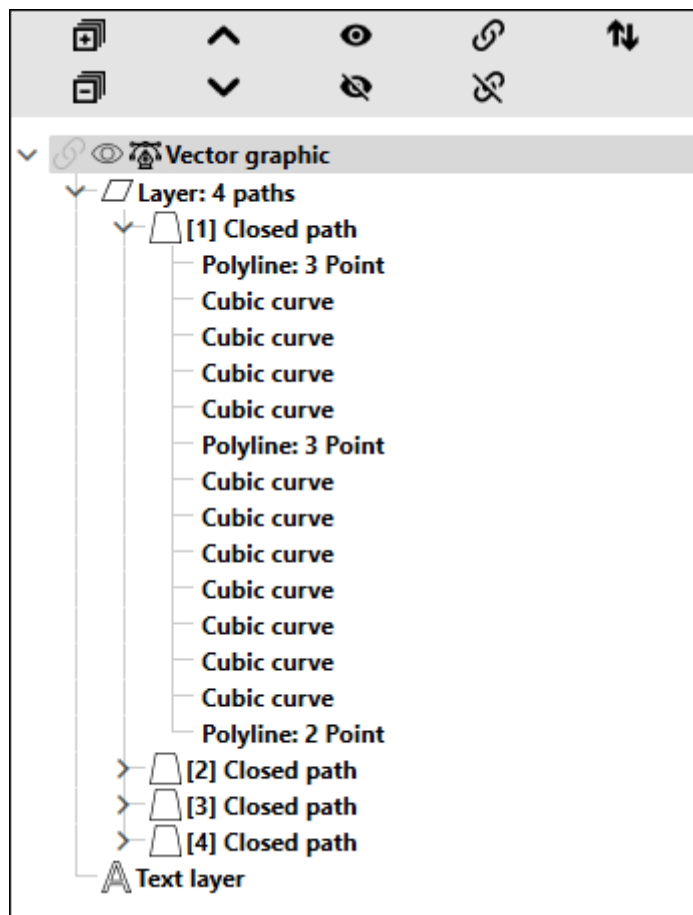 Vector graphic
Layer: 4 paths
[1] Closed path
Polyline: 3 Point
Cubic curve
Cubic curve
Cubic curve
Cubic curve
Polyline: 3 Point
Cubic curve
Cubic curve
Cubic curve
Cubic curve
Cubic curve
Cubic curve
Cubic curve
Polyline: 2 Point
[2] Closed path
[3] Closed path
[4] Closed path
Text layer